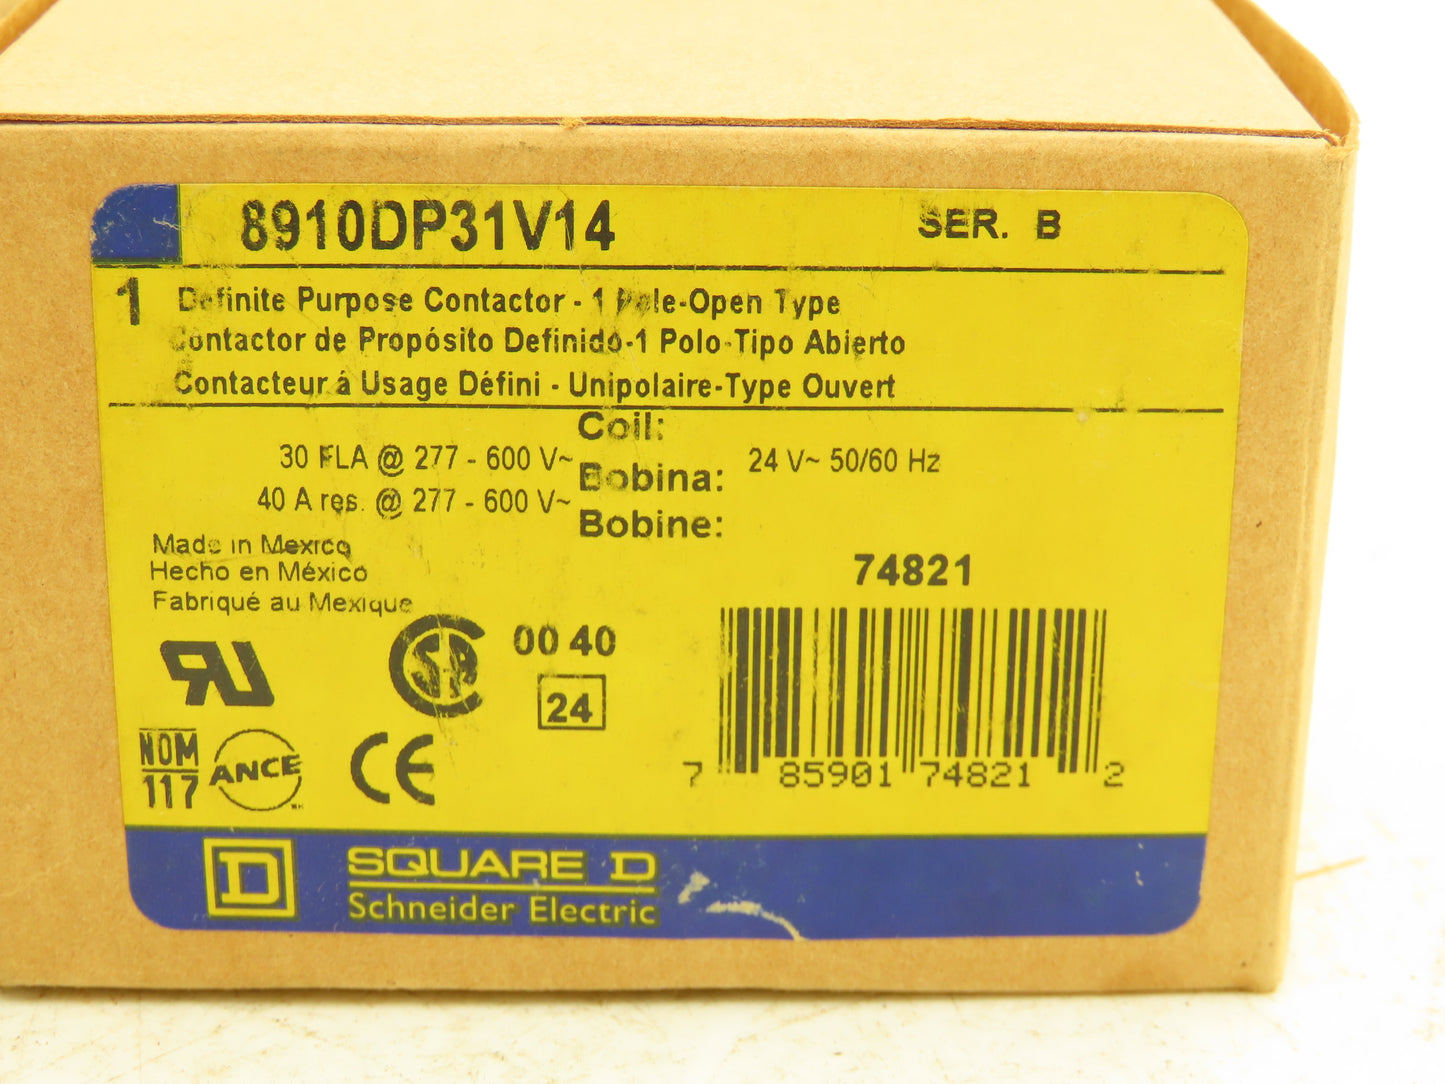 8910DP31V14 SER. B
1 Definite Purpose Contactor - 1 Pole-Open Type
Contactor de Propósito Definido-1 Polo-Tipo Abierto
Contacteur à Usage Défini - Unipolaire-Type Ouvert
Coil:
30 FLA @ 277 - 600 V~ Bobina: 24 V~ 50/60 Hz
40 A res. @ 277 - 600 V~
Bobine:
Made in Mexico
Hecho en México
Fabriqué au Mexique
74821
RU
CSA
00 40
24
NOM
117
ANCE
CE
7 85901 74821 2
D
SQUARE D
Schneider Electric